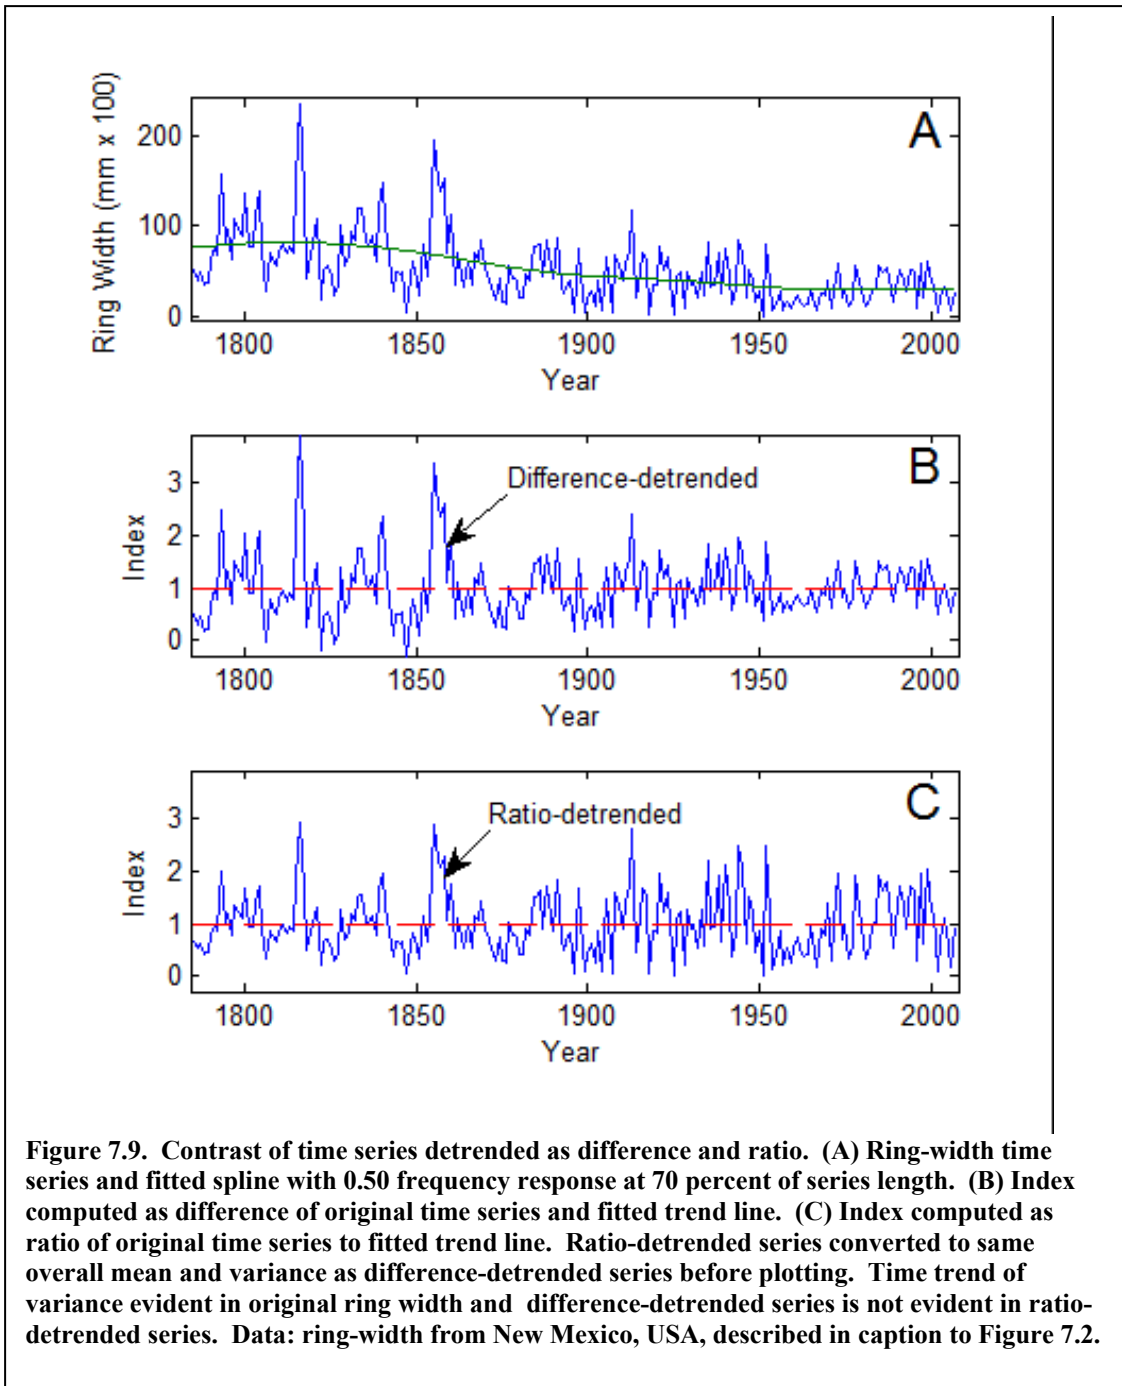 A
Ring Width (mm x 100)
200
100
0
1800 1850 1900 1950 2000
Year
B
Difference-detrended
Index
3
2
1
0
1800 1850 1900 1950 2000
Year
C
Ratio-detrended
Index
3
2
1
0
1800 1850 1900 1950 2000
Year
Figure 7.9. Contrast of time series detrended as difference and ratio. (A) Ring-width time
series and fitted spline with 0.50 frequency response at 70 percent of series length. (B) Index
computed as difference of original time series and fitted trend line. (C) Index computed as
ratio of original time series to fitted trend line. Ratio-detrended series converted to same
overall mean and variance as difference-detrended series before plotting. Time trend of
variance evident in original ring width and difference-detrended series is not evident in ratio-
detrended series. Data: ring-width from New Mexico, USA, described in caption to Figure 7.2.